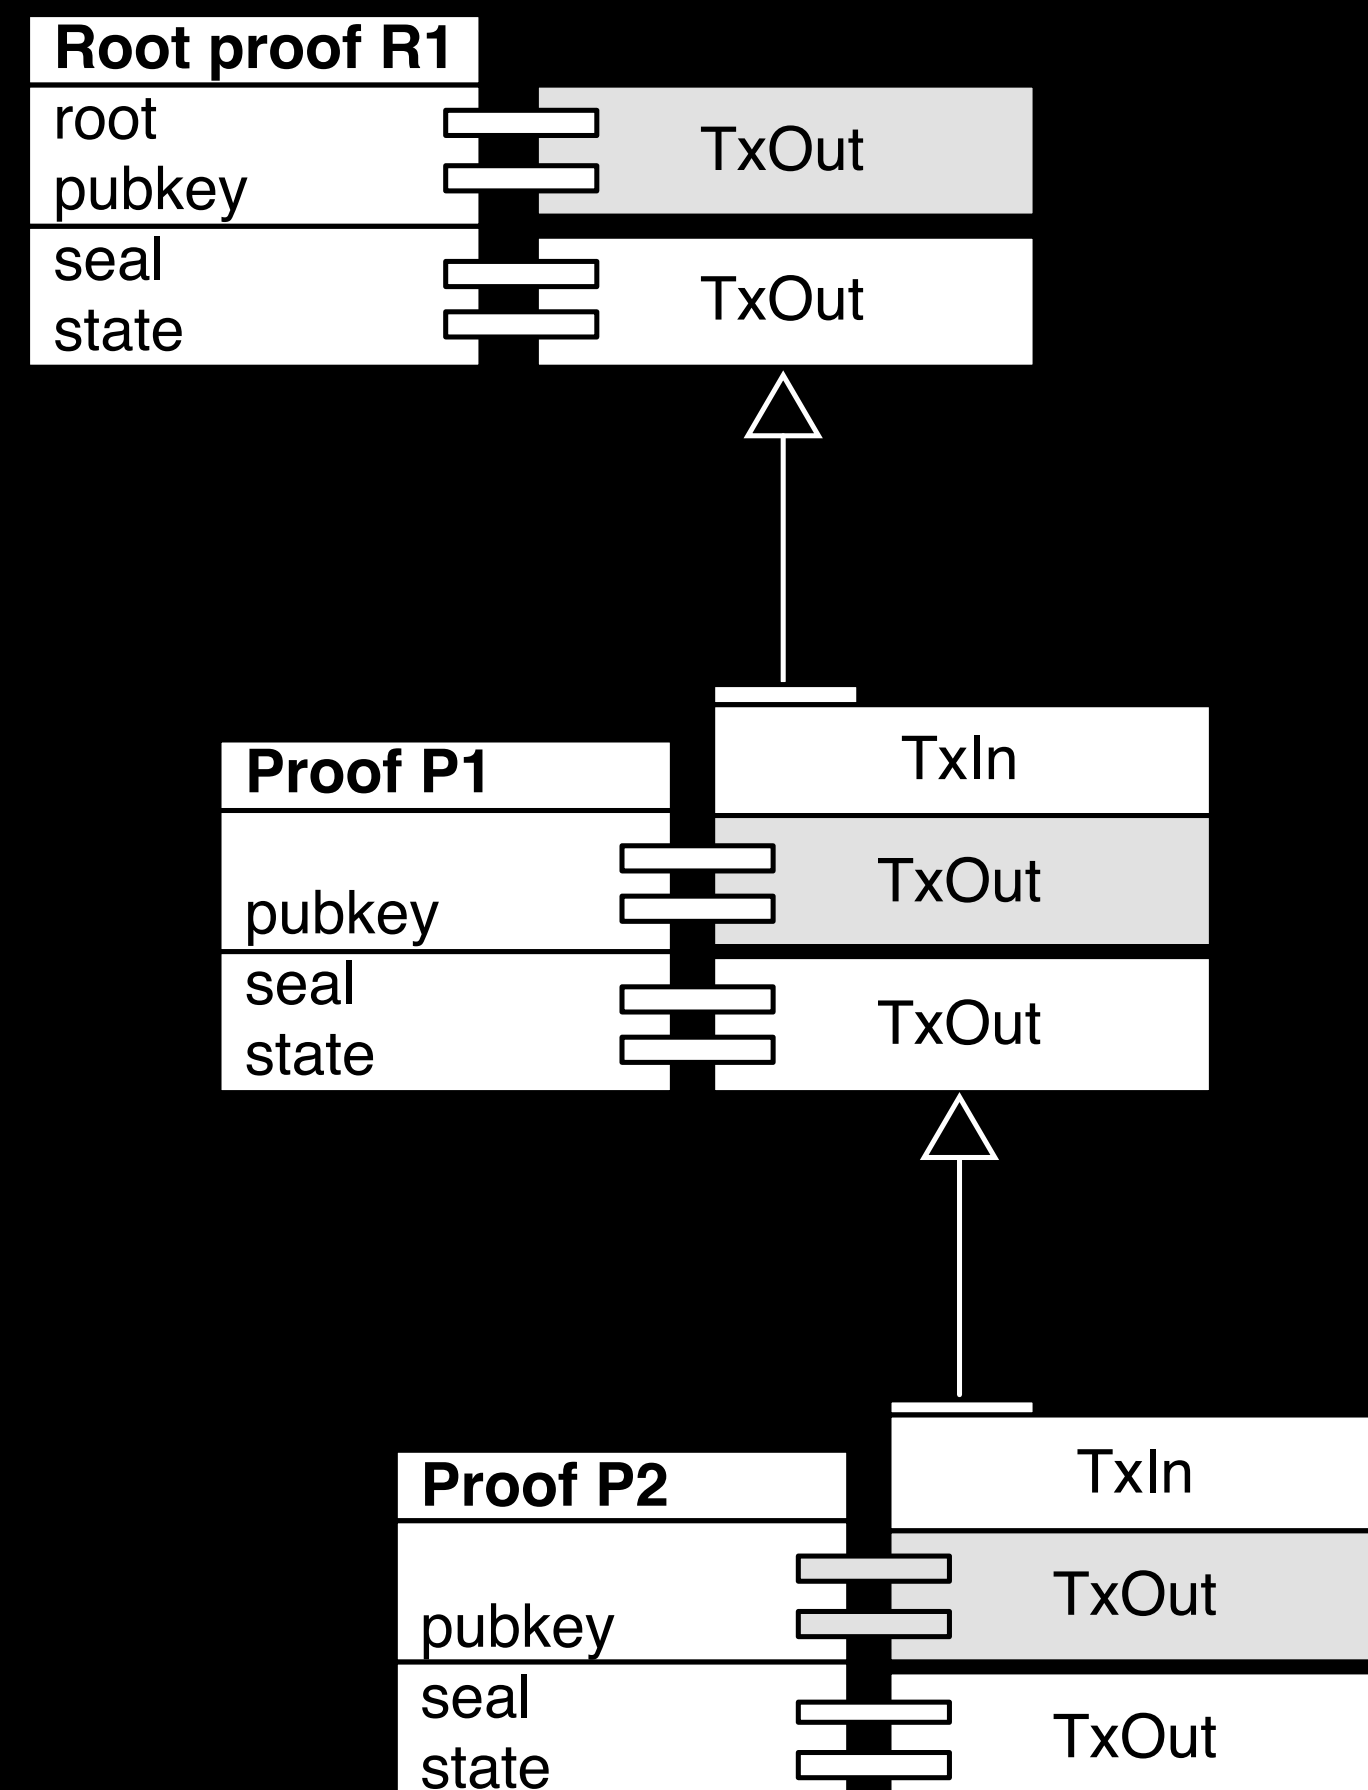 Root proof R1
root
pubkey
TxOut
seal
state
TxOut
TxIn
Proof P1
pubkey
TxOut
seal
state
TxOut
TxIn
Proof P2
pubkey
TxOut
seal
state
TxOut